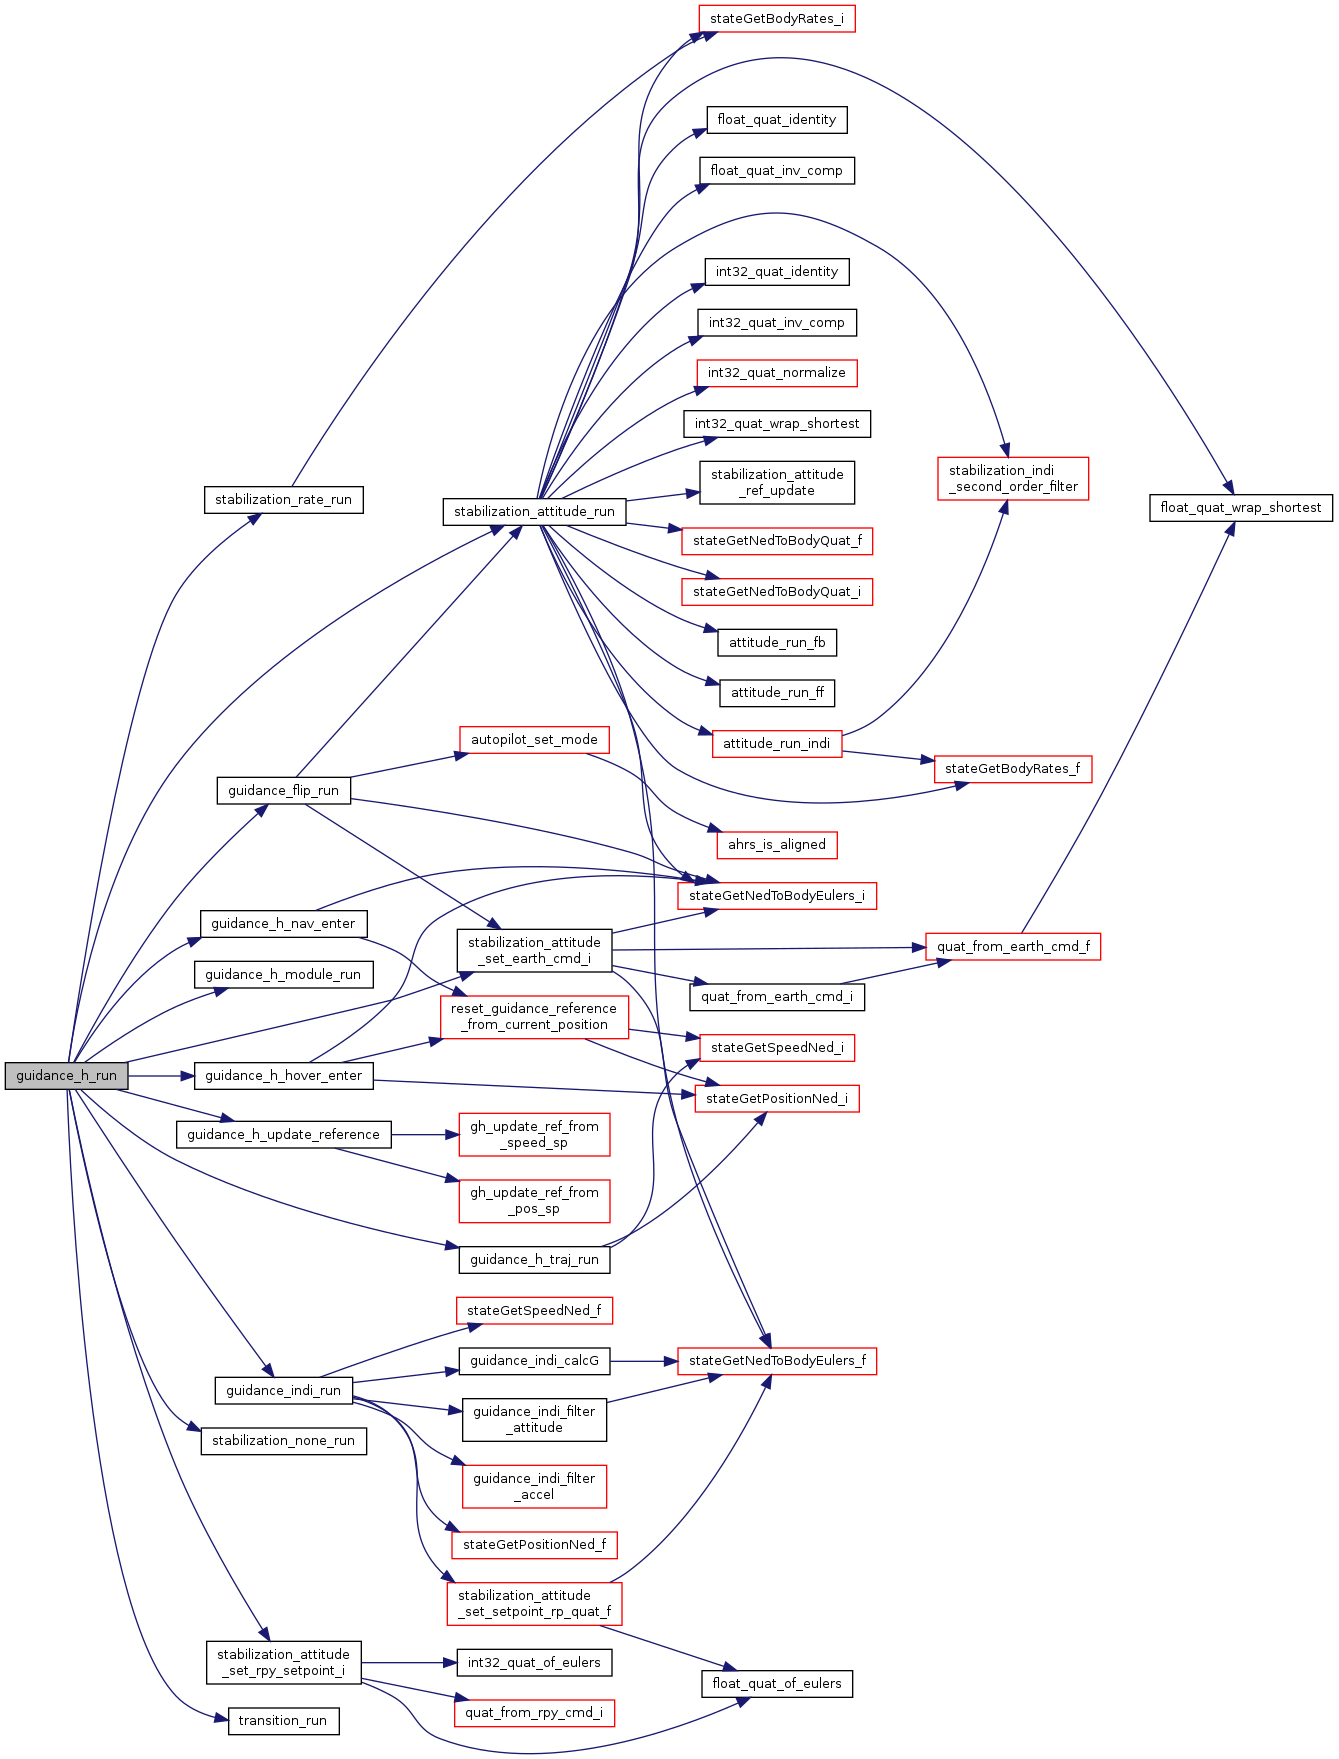 stateGetBodyRates_i
float_quat_identity
float_quat_inv_comp
int32_quat_identity
int32_quat_inv_comp
int32_quat_normalize
int32_quat_wrap_shortest
stabilization_attitude
_ref_update
stabilization_indi
_second_order_filter
float_quat_wrap_shortest
stabilization_rate_run
stabilization_attitude_run
stateGetNedToBodyQuat_f
stateGetNedToBodyQuat_i
attitude_run_fb
attitude_run_ff
autopilot_set_mode
attitude_run_indi
stateGetBodyRates_f
guidance_flip_run
ahrs_is_aligned
stateGetNedToBodyEulers_i
guidance_h_nav_enter
stabilization_attitude
_set_earth_cmd_i
quat_from_earth_cmd_f
guidance_h_module_run
quat_from_earth_cmd_i
reset_guidance_reference
_from_current_position
stateGetSpeedNed_i
guidance_h_run
guidance_h_hover_enter
stateGetPositionNed_i
guidance_h_update_reference
gh_update_ref_from
_speed_sp
gh_update_ref_from
_pos_sp
guidance_h_traj_run
stateGetSpeedNed_f
guidance_indi_calcG
stateGetNedToBodyEulers_f
guidance_indi_run
guidance_indi_filter
_attitude
stabilization_none_run
guidance_indi_filter
_accel
stateGetPositionNed_f
stabilization_attitude
_set_setpoint_rp_quat_f
stabilization_attitude
_set_rpy_setpoint_i
int32_quat_of_eulers
float_quat_of_eulers
quat_from_rpy_cmd_i
transition_run